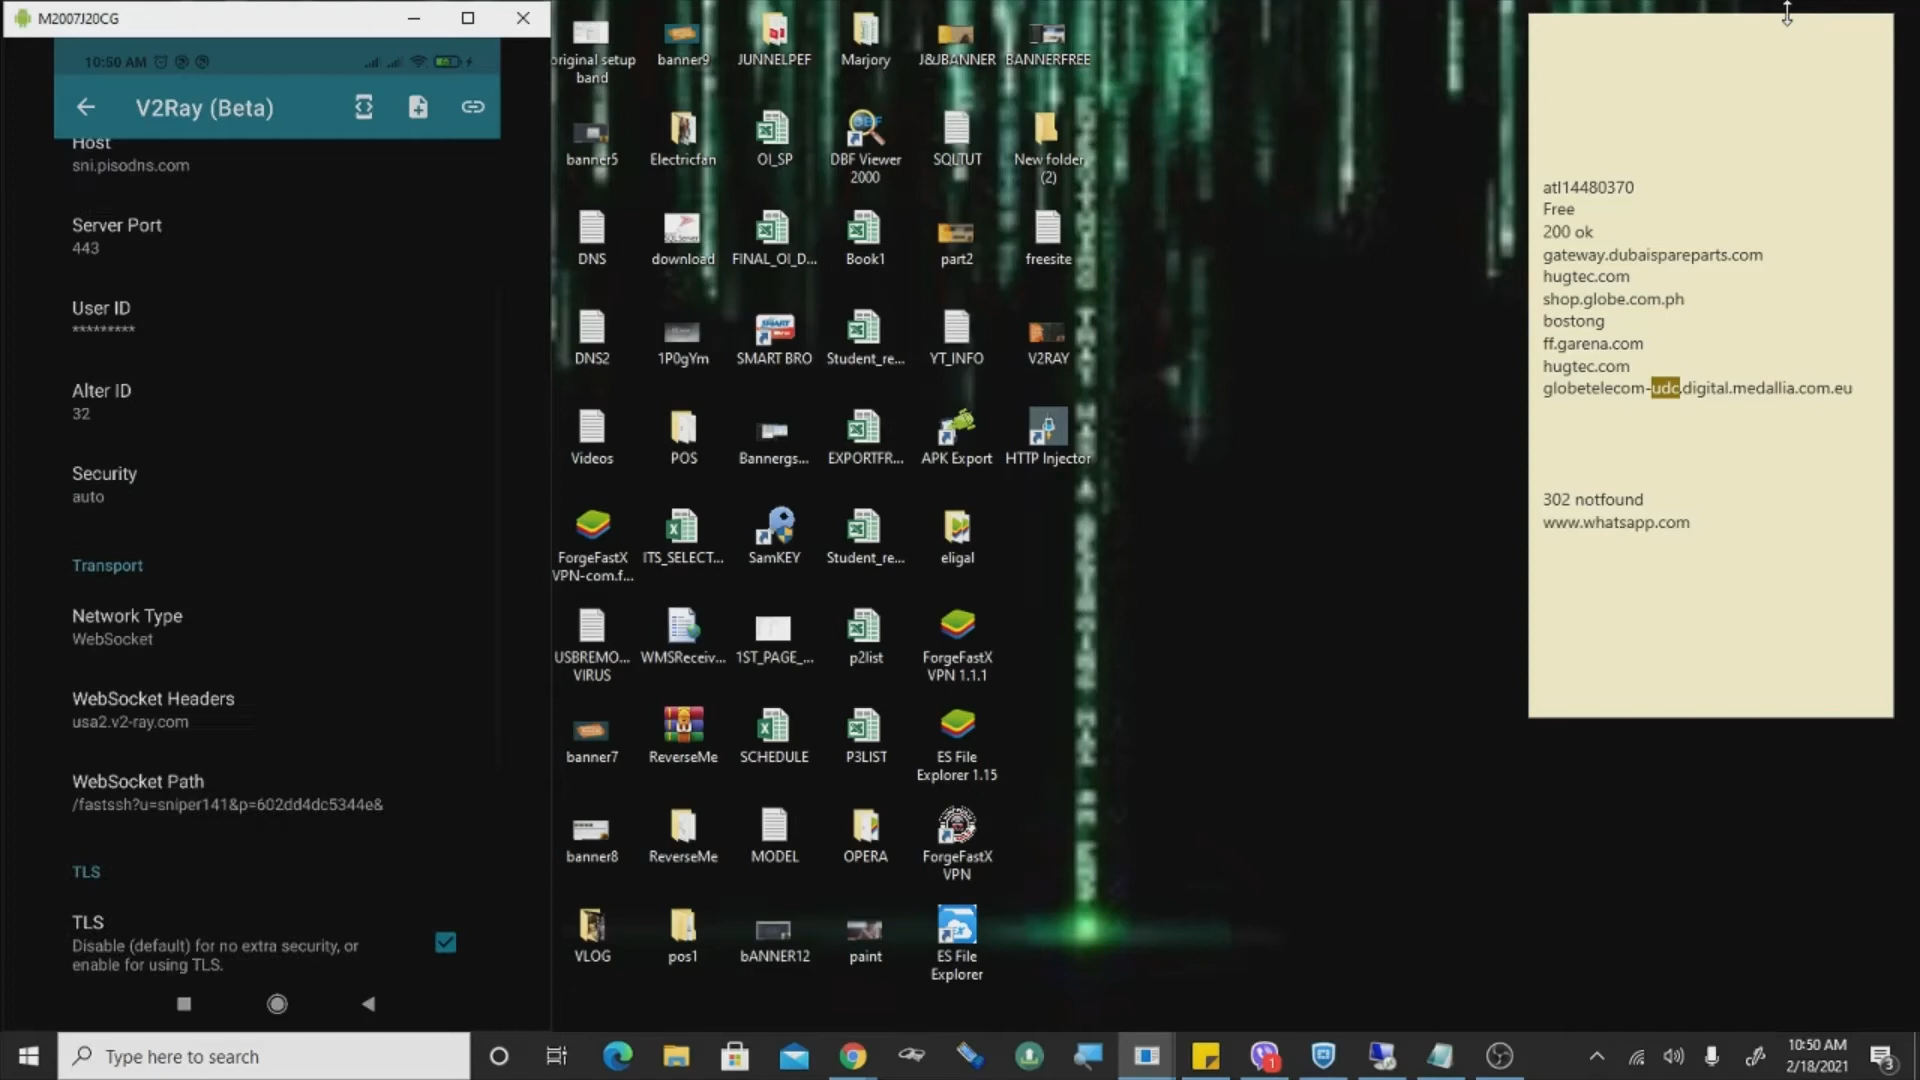 M2007J20CG
10:50 AM
V2Ray (Beta)
Host
sni.pisodns.com
Server Port
443
User ID
*********
Alter ID
32
Security
auto
Transport
Network Type
WebSocket
WebSocket Headers
usa2.v2-ray.com
WebSocket Path
/fastssh?u=sniper141&p=602dd4dc5344e&
TLS
TLS
Disable (default) for no extra security, or
enable for using TLS.
original setup
band
banner9
JUNNELPEF
Marjory
J&JBANNER
BANNERFREE
banner5
Electricfan
OI_SP
DBF Viewer
2000
SQLTUT
New folder
(2)
DNS
download
FINAL_OI_D...
Book1
part2
freesite
DNS2
1P0gYm
SMART BRO
Student_re...
YT_INFO
V2RAY
Videos
POS
Bannergs...
EXPORTFR...
APK Export
HTTP Injector
ForgeFastX
VPN-com.f...
ITS_SELECT...
SamKEY
Student_re...
eligal
USBREMO...
VIRUS
WMSReceiv...
1ST_PAGE_...
p2list
ForgeFastX
VPN 1.1.1
banner7
ReverseMe
SCHEDULE
P3LIST
ES File
Explorer 1.15
banner8
ReverseMe
MODEL
OPERA
ForgeFastX
VPN
VLOG
pos1
bANNER12
paint
ES File
Explorer
atl14480370
Free
200 ok
gateway.dubaispareparts.com
hugtec.com
shop.globe.com.ph
bostong
ff.garena.com
hugtec.com
globetelecom-udc.digital.medallia.com.eu
302 notfound
www.whatsapp.com
Type here to search
1
10:50 AM
2/18/2021
3